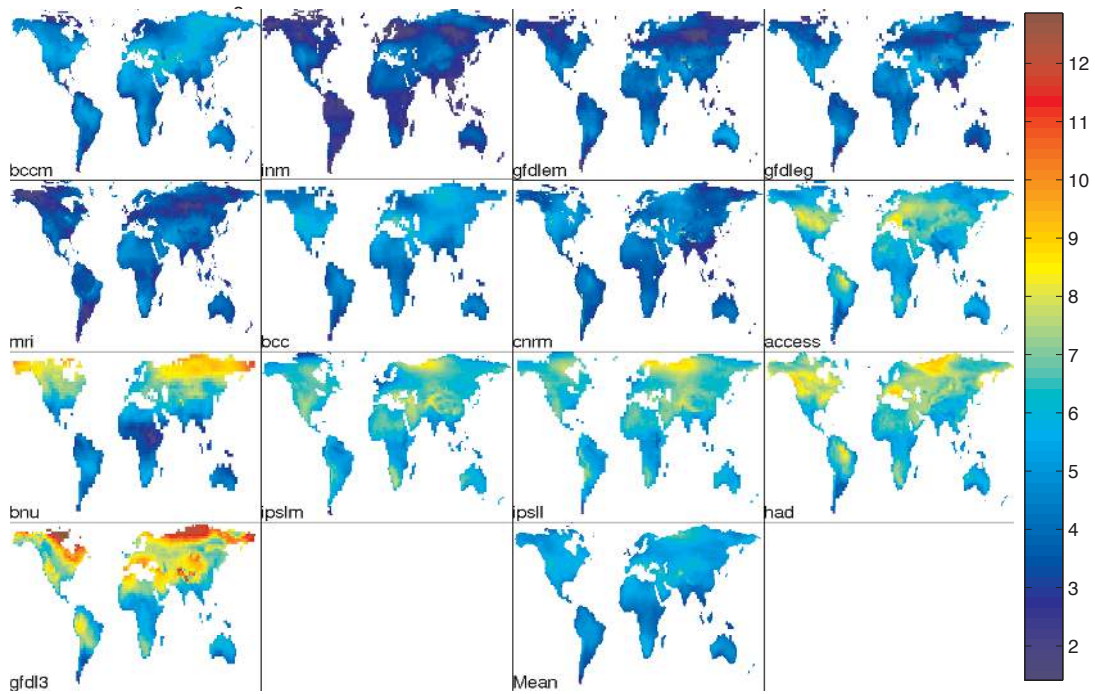 bccm inm gfdlem gfdleg
mri bcc cnrm access
bnu ipslm ipsll had
gfdl3 Mean
12
11
10
9
8
7
6
5
4
3
2